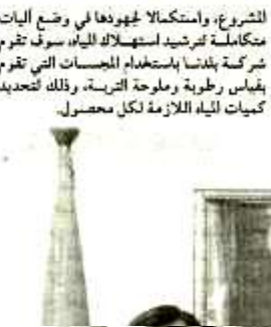 المشروع، واستكمالا لجهودها في وضع آليات
متكاملة لترشيد استهلاك المياه، سوف تقوم
شركة بلدنا باستخدام المجسات التي تقوم
بقياس رطوبة وملوحة التربة، وذلك لتحديد
كميات المياه اللازمة لكل محصول.